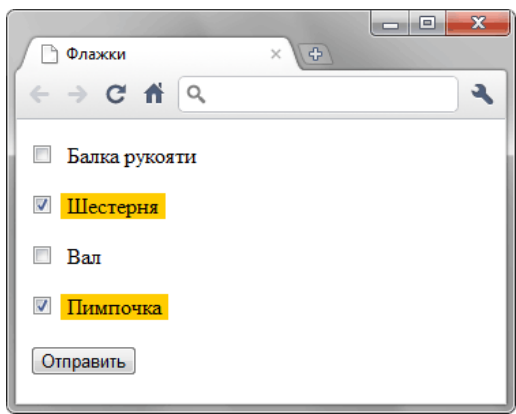 Флажки
Балка рукояти
Шестерня
Вал
Пимпочка
Отправить